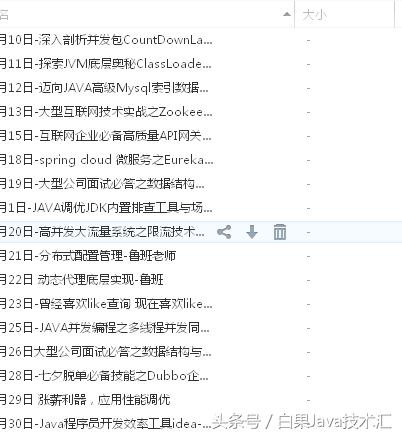 名 大小
月10日-深入剖析并发包CountDownLa... -
月11日-探索JVM底层奥秘ClassLoade... -
月12日-迈向JAVA高级Mysql索引数据... -
月13日-大型互联网技术实战之Zookee... -
月15日-互联网企业必备高质量API网关... -
月18日-spring cloud 微服务之Eureka... -
月19日-大型公司面试必答之数据结构... -
月1日-JAVA调优JDK内置排查工具与场... -
月20日-高并发大流量系统之限流技术... -
月21日-分布式配置管理-鲁班老师 -
月22日 动态代理底层实现-鲁班 -
月23日-曾经喜欢like查询 现在喜欢like... -
月25日-JAVA并发编程之多线程并发同... -
月26日大型公司面试必答之数据结构与... -
月28日-七夕脱单必备技能之Dubbo企... -
月29日 涨薪利器，应用性能调优 -
月30日-Java程序员开发效率工具idea-...
头条号 / 白果Java技术汇